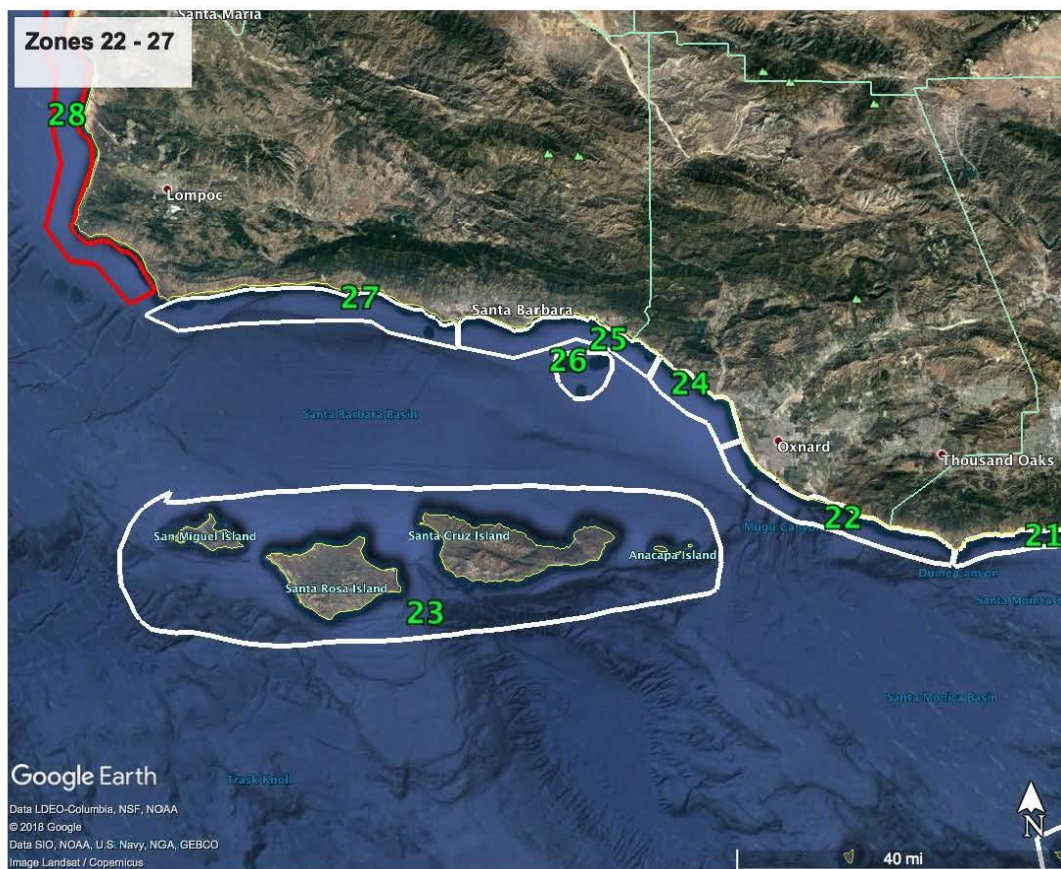 Santa Maria
Zones 22 - 27
28
Lompoc
27
Santa Barbara
25
26
24
Santa Barbara Basin
Oxnard
Thousand Oaks
22
21
San Miguel Island
Santa Cruz Island
Anacapa Island
Santa Rosa Island
23
Dume Canyon
Santa Monica Basin
Trask Knoll
Google Earth
Data LDEO-Columbia, NSF, NOAA
© 2018 Google
Data SIO, NOAA, U.S. Navy, NGA, GEBCO
Image Landsat / Copernicus
N
40 mi